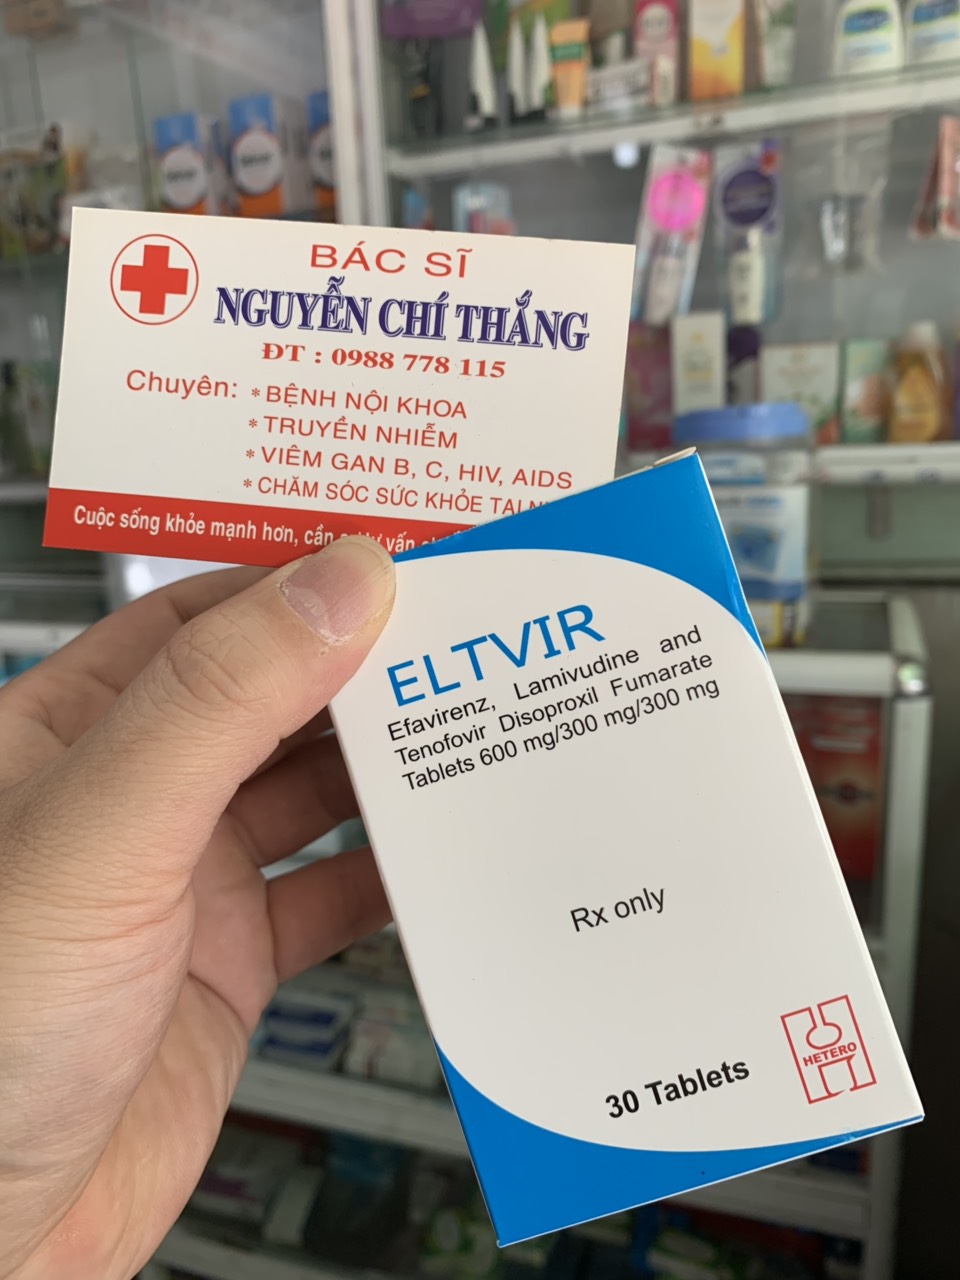 BÁC SĨ
NGUYỄN CHÍ THẮNG
ĐT : 0988 778 115
Chuyên: * BỆNH NỘI KHOA
* TRUYỀN NHIỄM
* VIÊM GAN B, C, HIV, AIDS
* CHĂM SÓC SỨC KHỎE TẠI
Cuộc sống khỏe mạnh hơn, cần vấn
ELTVIR
Efavirenz, Lamivudine and
Tenofovir Disoproxil Fumarate
Tablets 600 mg/300 mg/300 mg
Rx only
30 Tablets
HETERO